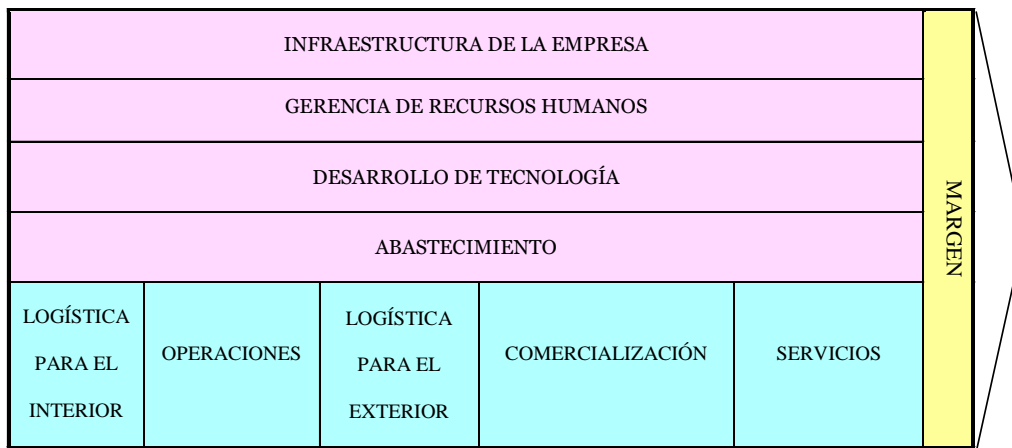 INFRAESTRUCTURA DE LA EMPRESA
GERENCIA DE RECURSOS HUMANOS
DESARROLLO DE TECNOLOGÍA
ABASTECIMIENTO
MARGEN
LOGÍSTICA
PARA EL
INTERIOR
OPERACIONES
LOGÍSTICA
PARA EL
EXTERIOR
COMERCIALIZACIÓN
SERVICIOS